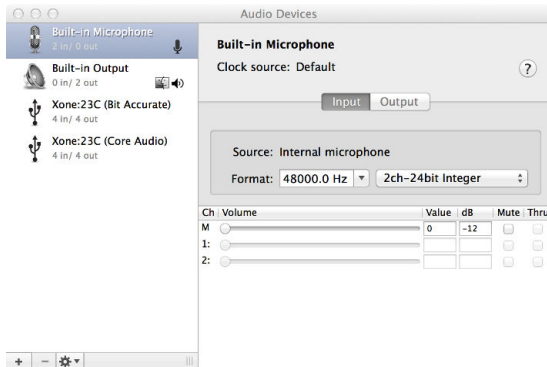 Audio Devices
Built-in Microphone
2 in/ 0 out
Built-in Output
0 in/ 2 out
Xone:23C (Bit Accurate)
4 in/ 4 out
Xone:23C (Core Audio)
4 in/ 4 out
Built-in Microphone
Clock source: Default
?
Input Output
Source: Internal microphone
Format: 48000.0 Hz 2ch-24bit Integer
Ch Volume Value dB Mute Thru
M 0 -12
1:
2:
+ -